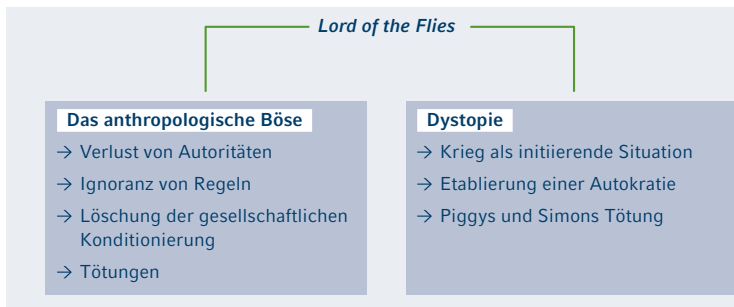 Lord of the Flies
Das anthropologische Böse
→ Verlust von Autoritäten
→ Ignoranz von Regeln
→ Löschung der gesellschaftlichen
Konditionierung
→ Tötungen
Dystopie
→ Krieg als initiierende Situation
→ Etablierung einer Autokratie
→ Piggys und Simons Tötung